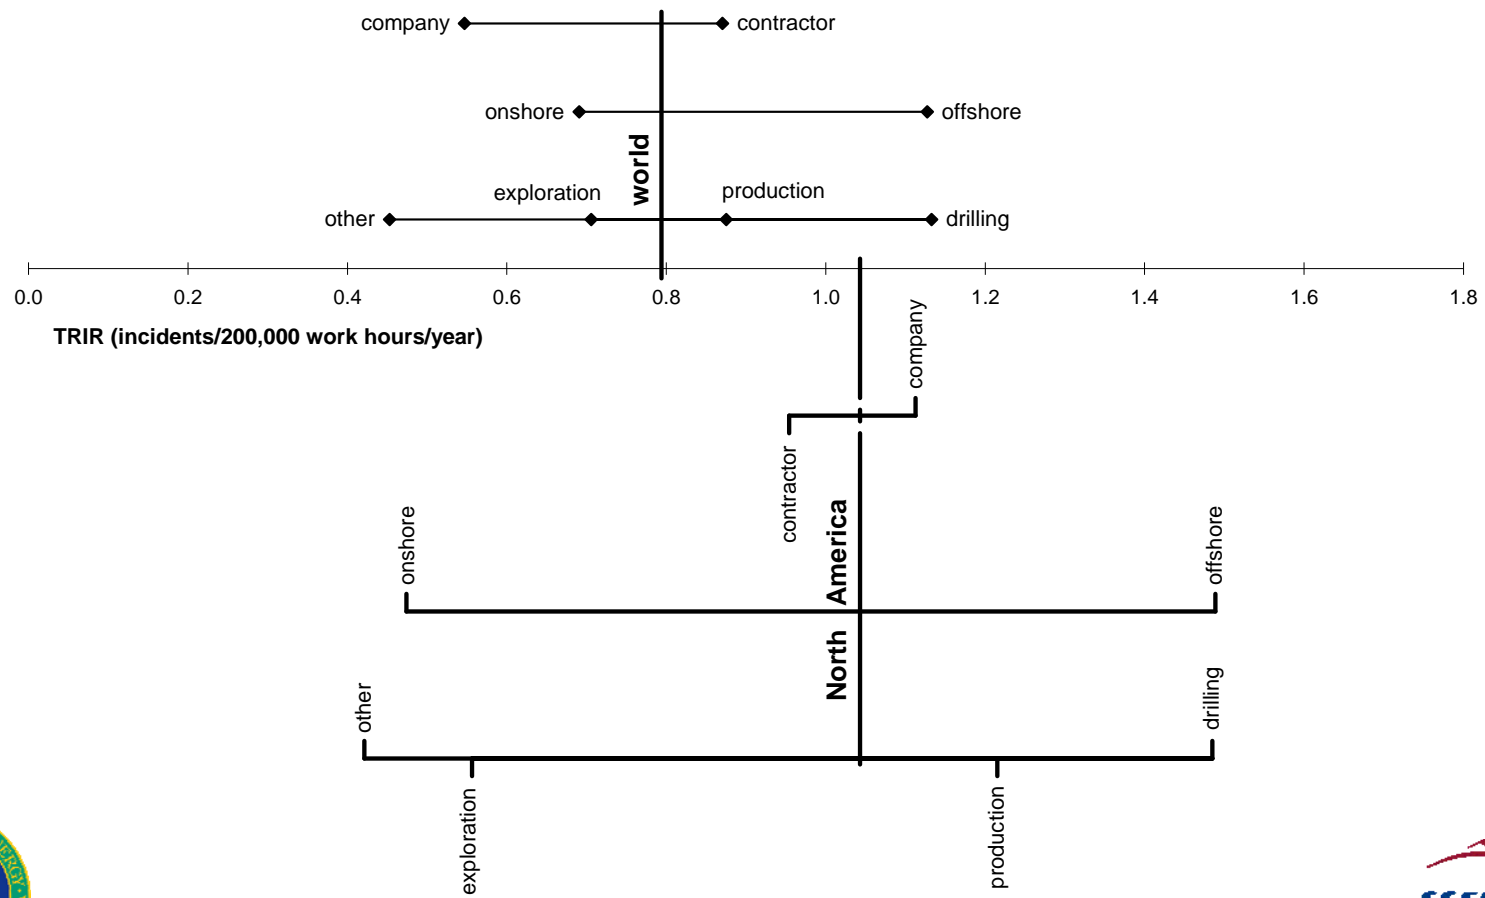 company
contractor
onshore
offshore
world
exploration
production
other
drilling
0.0 0.2 0.4 0.6 0.8 1.0 1.2 1.4 1.6 1.8
TRIR (incidents/200,000 work hours/year)
company
contractor
onshore
offshore
North America
other
drilling
exploration
production